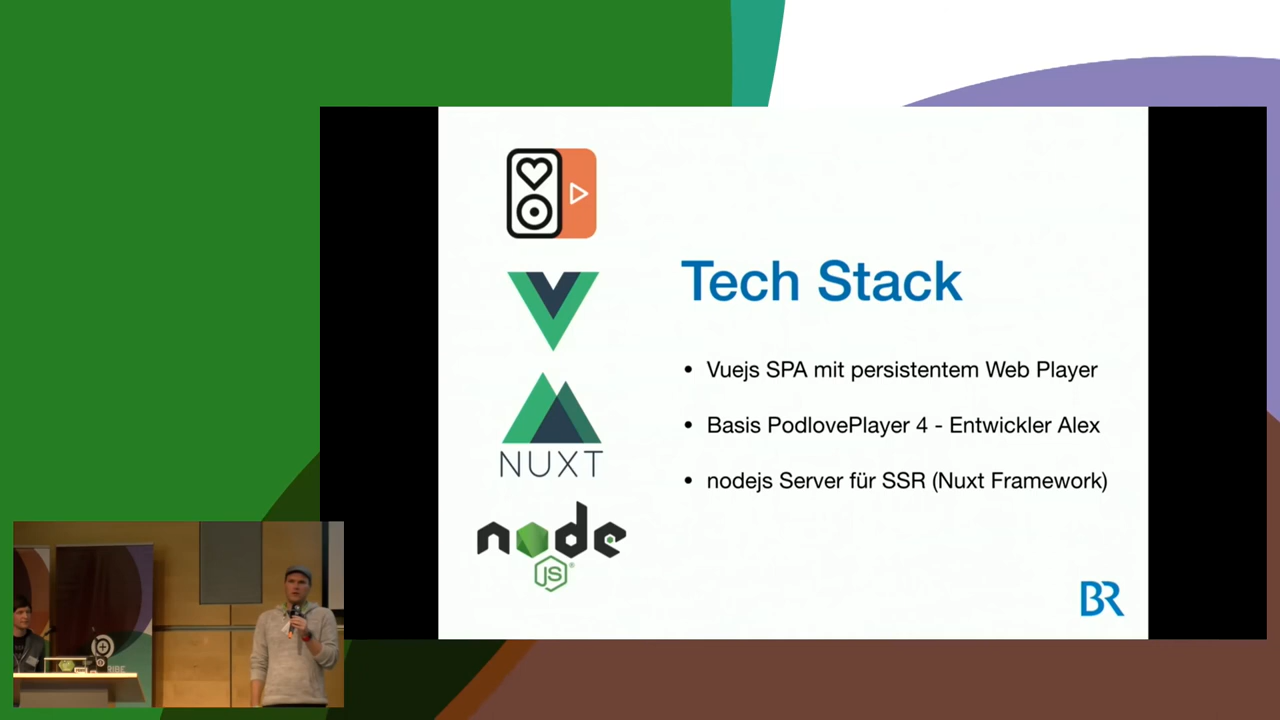 Tech Stack
• Vuejs SPA mit persistentem Web Player
• Basis PodlovePlayer 4 - Entwickler Alex
• nodejs Server für SSR (Nuxt Framework)
NUXT
node
JS
BR